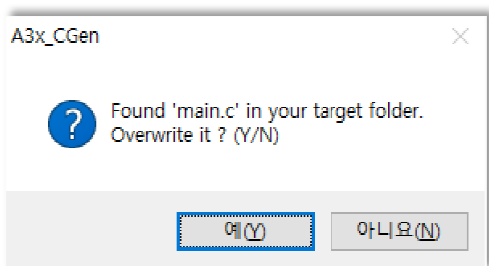 A3x_CGen
Found 'main.c' in your target folder.
Overwrite it ? (Y/N)
예(Y)
아니요(N)